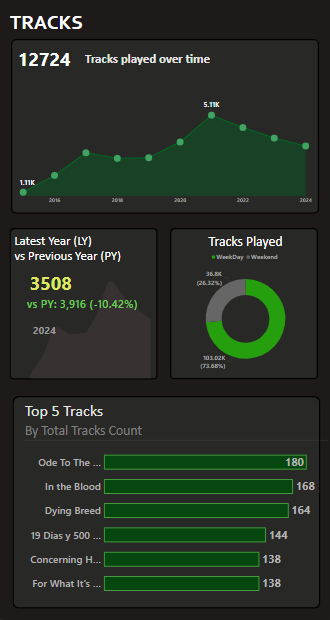 TRACKS
12724 Tracks played over time
5.11K
1.11K
2016 2018 2020 2022 2024
Latest Year (LY)
vs Previous Year (PY)
3508
vs PY: 3,916 (-10.42%)
2024
Tracks Played
WeekDay Weekend
36.8K
(26.32%)
103.02K
(73.68%)
Top 5 Tracks
By Total Tracks Count
Ode To The ... 180
In the Blood 168
Dying Breed 164
19 Dias y 500 ... 144
Concerning H... 138
For What It's ... 138